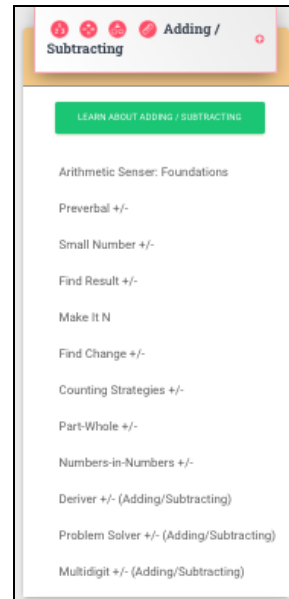 Adding /
Subtracting
LEARN ABOUT ADDING / SUBTRACTING
Arithmetic Senser: Foundations
Preverbal +/-
Small Number +/-
Find Result +/-
Make It N
Find Change +/-
Counting Strategies +/-
Part-Whole +/-
Numbers-in-Numbers +/-
Deriver +/- (Adding/Subtracting)
Problem Solver +/- (Adding/Subtracting)
Multidigit +/- (Adding/Subtracting)